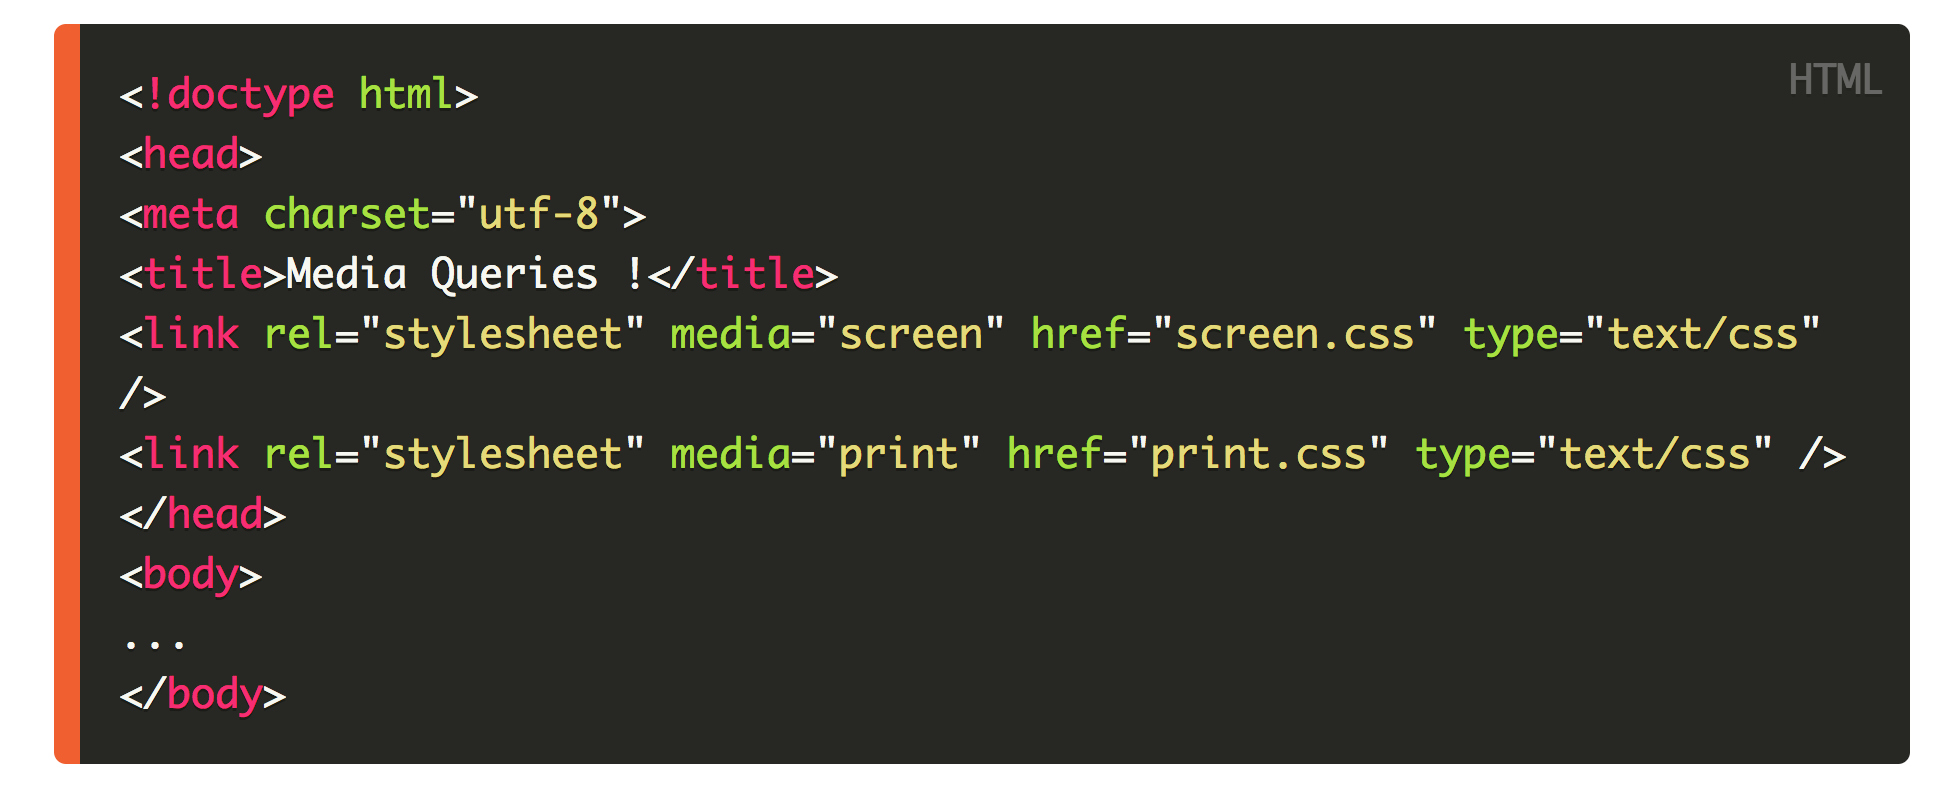 HTML
<!doctype html>
<head>
<meta charset="utf-8">
<title>Media Queries !</title>
<link rel="stylesheet" media="screen" href="screen.css" type="text/css"
/>
<link rel="stylesheet" media="print" href="print.css" type="text/css" />
</head>
<body>
...
</body>